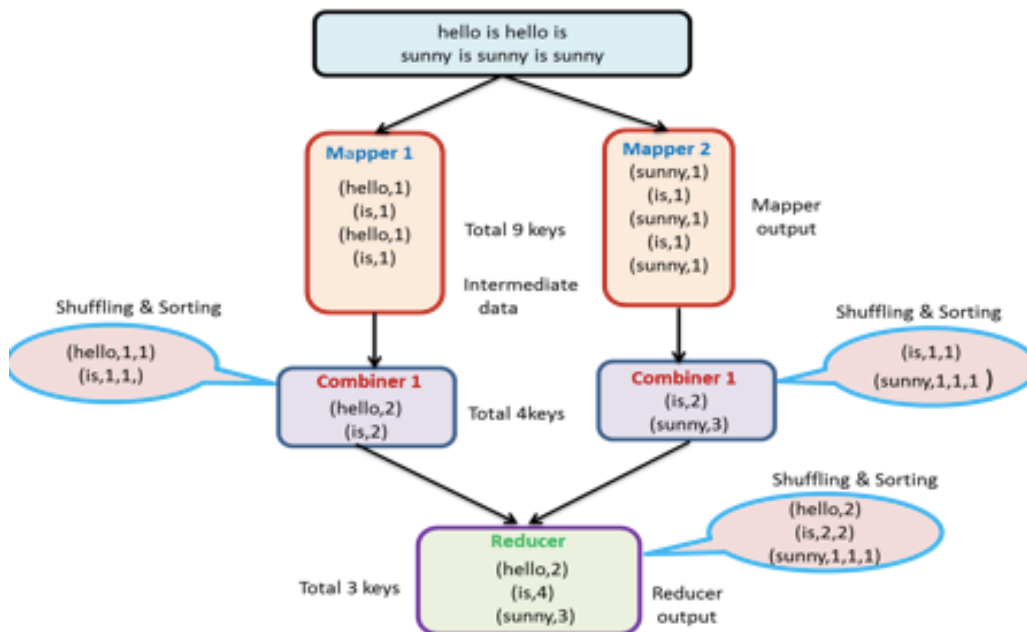 hello is hello is
sunny is sunny is sunny
Mapper 1
(hello,1)
(is,1)
(hello,1)
(is,1)
Total 9 keys
Intermediate
data
Mapper 2
(sunny,1)
(is,1)
(sunny,1)
(is,1)
(sunny,1)
Mapper
output
Shuffling & Sorting
(hello,1,1)
(is,1,1,)
Combiner 1
(hello,2)
(is,2)
Total 4keys
Combiner 1
(is,2)
(sunny,3)
Shuffling & Sorting
(is,1,1)
(sunny,1,1,1 )
Shuffling & Sorting
(hello,2)
(is,2,2)
(sunny,1,1,1)
Total 3 keys
Reducer
(hello,2)
(is,4)
(sunny,3)
Reducer
output